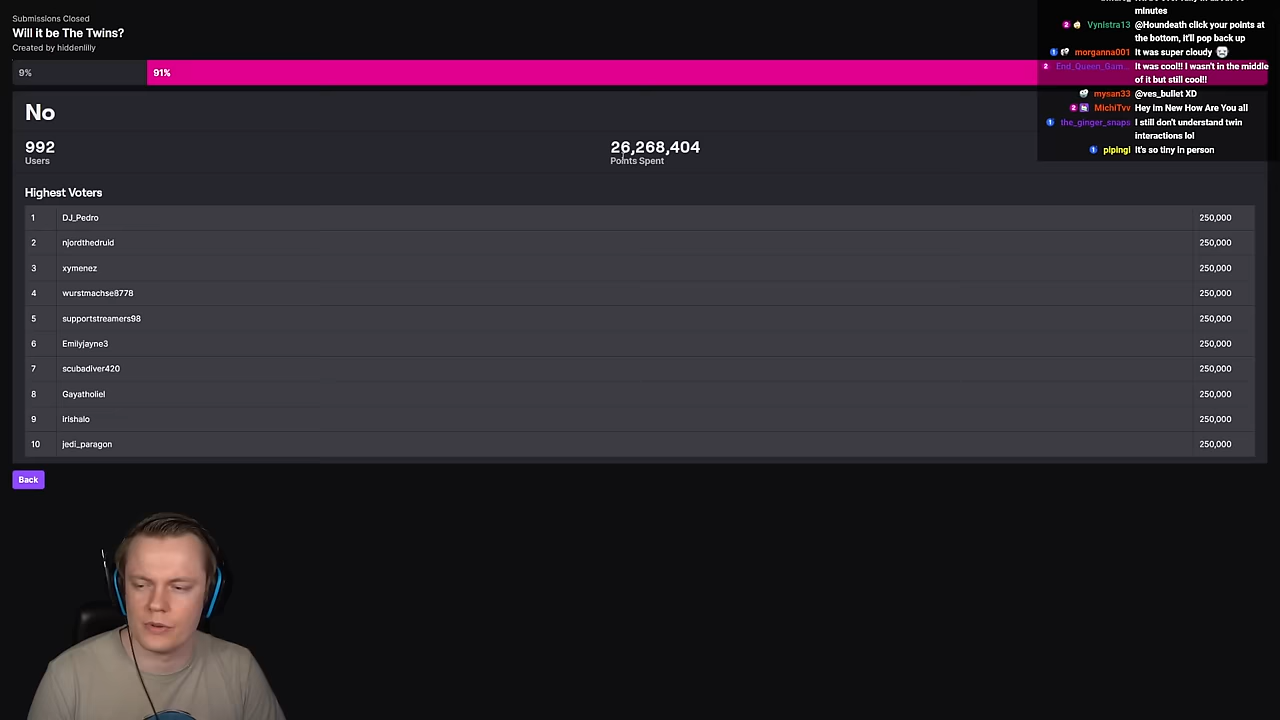 Submissions Closed
Will it be The Twins?
Created by hiddenlilly
9%
91%
No
992
Users
26,268,404
Points Spent
Highest Voters
1 DJ_Pedro 250,000
2 njordthedruid 250,000
3 xymenez 250,000
4 wurstmachse8778 250,000
5 supportstreamers98 250,000
6 Emilyjayne3 250,000
7 scubadiver420 250,000
8 Gayatholiel 250,000
9 irishalo 250,000
10 jedi_paragon 250,000
Back
minutes
Vynistra13 @Houndeath click your points at
the bottom, it'll pop back up
morganna001 It was super cloudy
End_Queen_Gam... It was cool!! I wasn't in the middle
of it but still cool!!
mysan33 @ves_bullet XD
MichiTvv Hey Im New How Are You all
the_ginger_snaps I still don't understand twin
interactions lol
pipingi It's so tiny in person